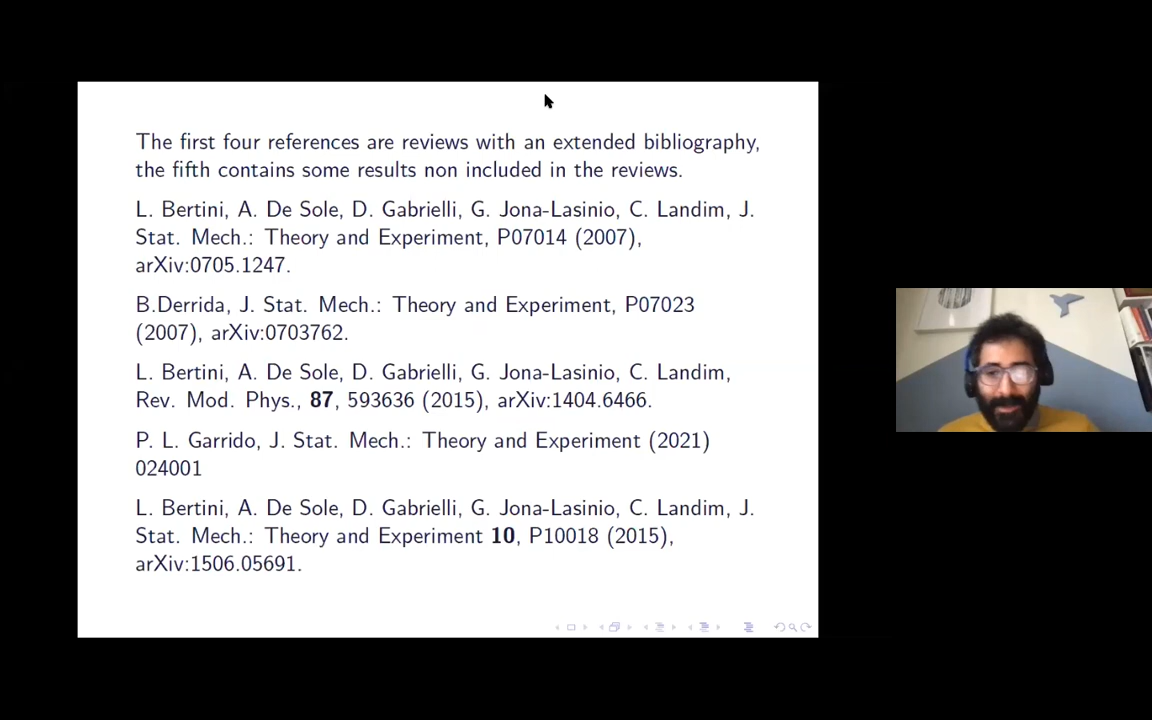 The first four references are reviews with an extended bibliography,
the fifth contains some results non included in the reviews.
L. Bertini, A. De Sole, D. Gabrielli, G. Jona-Lasinio, C. Landim, J.
Stat. Mech.: Theory and Experiment, P07014 (2007),
arXiv:0705.1247.
B.Derrida, J. Stat. Mech.: Theory and Experiment, P07023
(2007), arXiv:0703762.
L. Bertini, A. De Sole, D. Gabrielli, G. Jona-Lasinio, C. Landim,
Rev. Mod. Phys., 87, 593636 (2015), arXiv:1404.6466.
P. L. Garrido, J. Stat. Mech.: Theory and Experiment (2021)
024001
L. Bertini, A. De Sole, D. Gabrielli, G. Jona-Lasinio, C. Landim, J.
Stat. Mech.: Theory and Experiment 10, P10018 (2015),
arXiv:1506.05691.